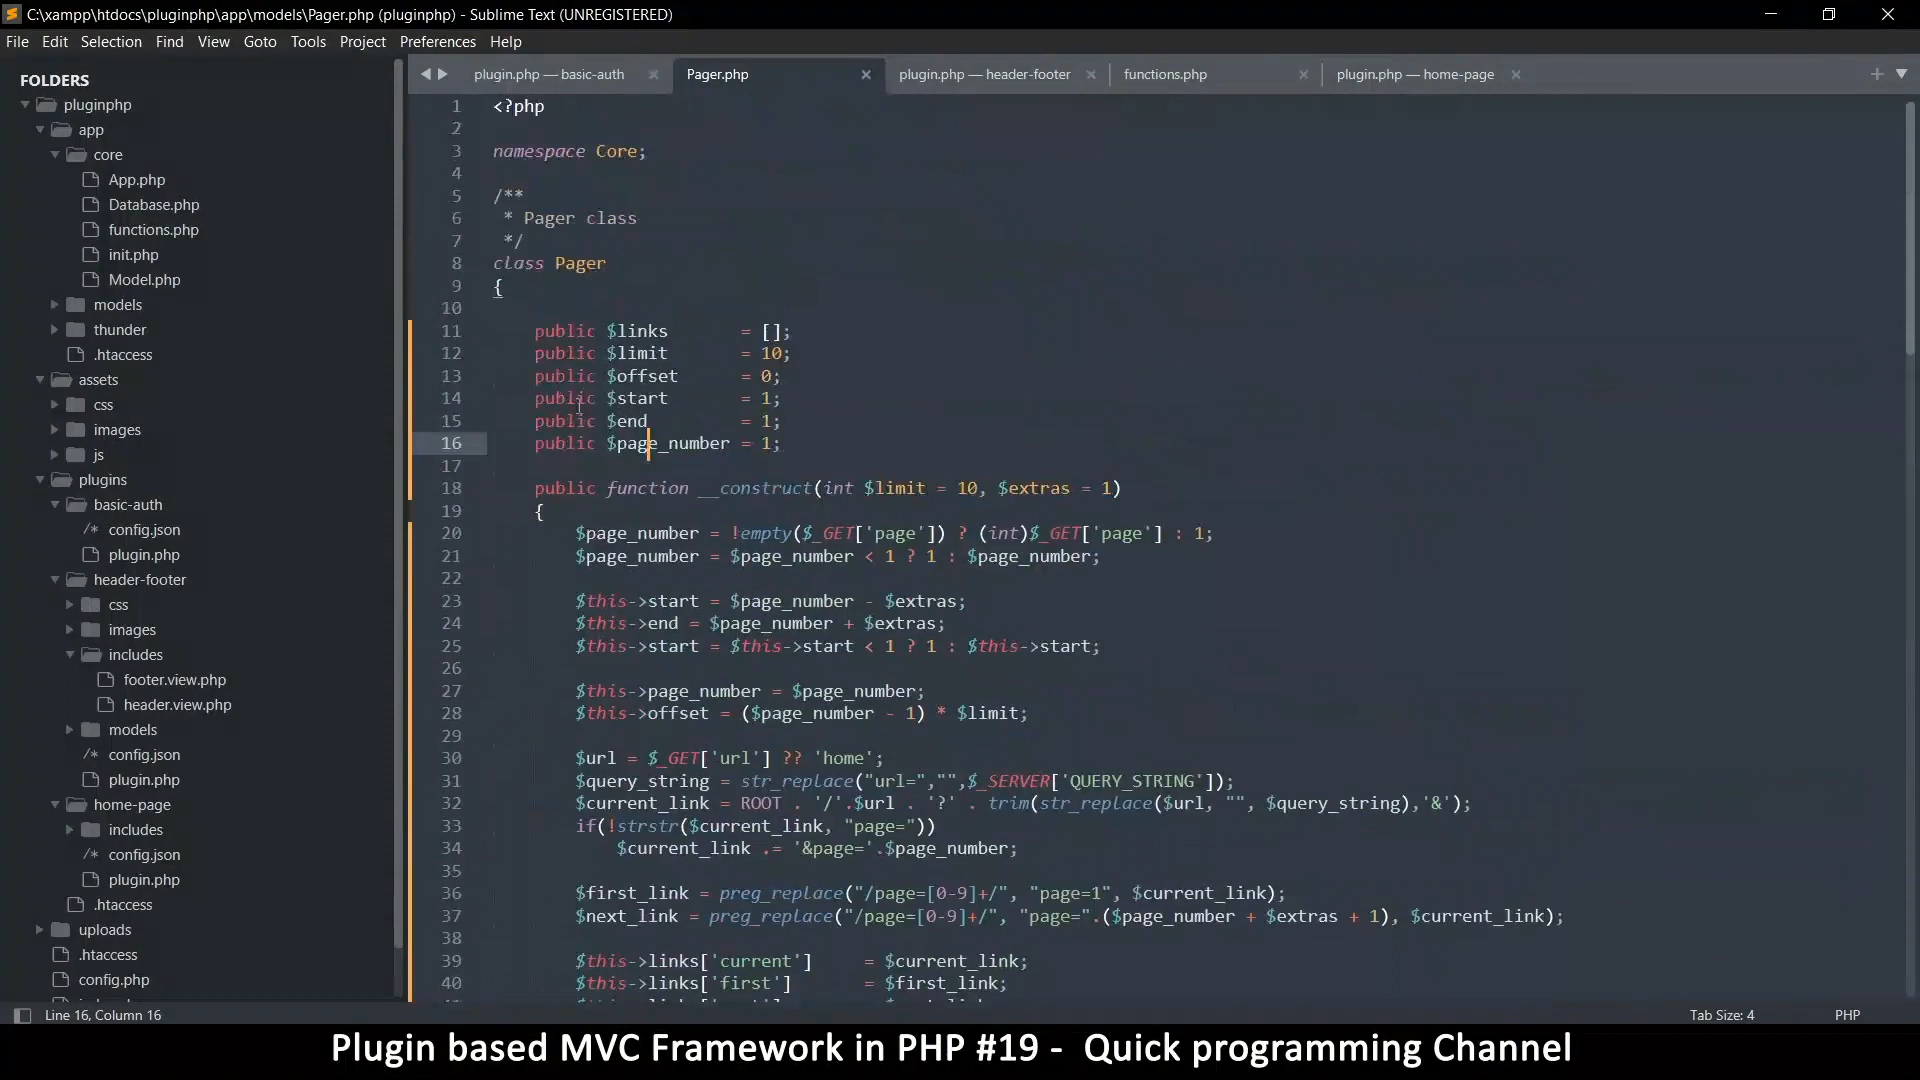 C:\xampp\htdocs\pluginphp\app\models\Pager.php (pluginphp) - Sublime Text (UNREGISTERED)
File Edit Selection Find View Goto Tools Project Preferences Help
FOLDERS
pluginphp
app
core
App.php
Database.php
functions.php
init.php
Model.php
models
thunder
.htaccess
assets
css
images
js
plugins
basic-auth
/* config.json
plugin.php
header-footer
css
images
includes
footer.view.php
header.view.php
models
/* config.json
plugin.php
home-page
includes
/* config.json
plugin.php
.htaccess
uploads
.htaccess
config.php
plugin.php — basic-auth
Pager.php
plugin.php — header-footer
functions.php
plugin.php — home-page
1 <?php
2
3 namespace Core;
4
5 /**
6 * Pager class
7 */
8 class Pager
9 {
10
11 public $links = [];
12 public $limit = 10;
13 public $offset = 0;
14 public $start = 1;
15 public $end = 1;
16 public $page_number = 1;
17
18 public function __construct(int $limit = 10, $extras = 1)
19 {
20 $page_number = !empty($_GET['page']) ? (int)$_GET['page'] : 1;
21 $page_number = $page_number < 1 ? 1 : $page_number;
22
23 $this->start = $page_number - $extras;
24 $this->end = $page_number + $extras;
25 $this->start = $this->start < 1 ? 1 : $this->start;
26
27 $this->page_number = $page_number;
28 $this->offset = ($page_number - 1) * $limit;
29
30 $url = $_GET['url'] ?? 'home';
31 $query_string = str_replace("url=","",$_SERVER['QUERY_STRING']);
32 $current_link = ROOT . '/'.$url . '?' . trim(str_replace($url, "", $query_string),'&');
33 if(!strstr($current_link, "page="))
34 $current_link .= '&page='.$page_number;
35
36 $first_link = preg_replace("/page=[0-9]+/", "page=1", $current_link);
37 $next_link = preg_replace("/page=[0-9]+/", "page=".($page_number + $extras + 1), $current_link);
38
39 $this->links['current'] = $current_link;
40 $this->links['first'] = $first_link;
Line 16, Column 16
Tab Size: 4
PHP
Plugin based MVC Framework in PHP #19 - Quick programming Channel